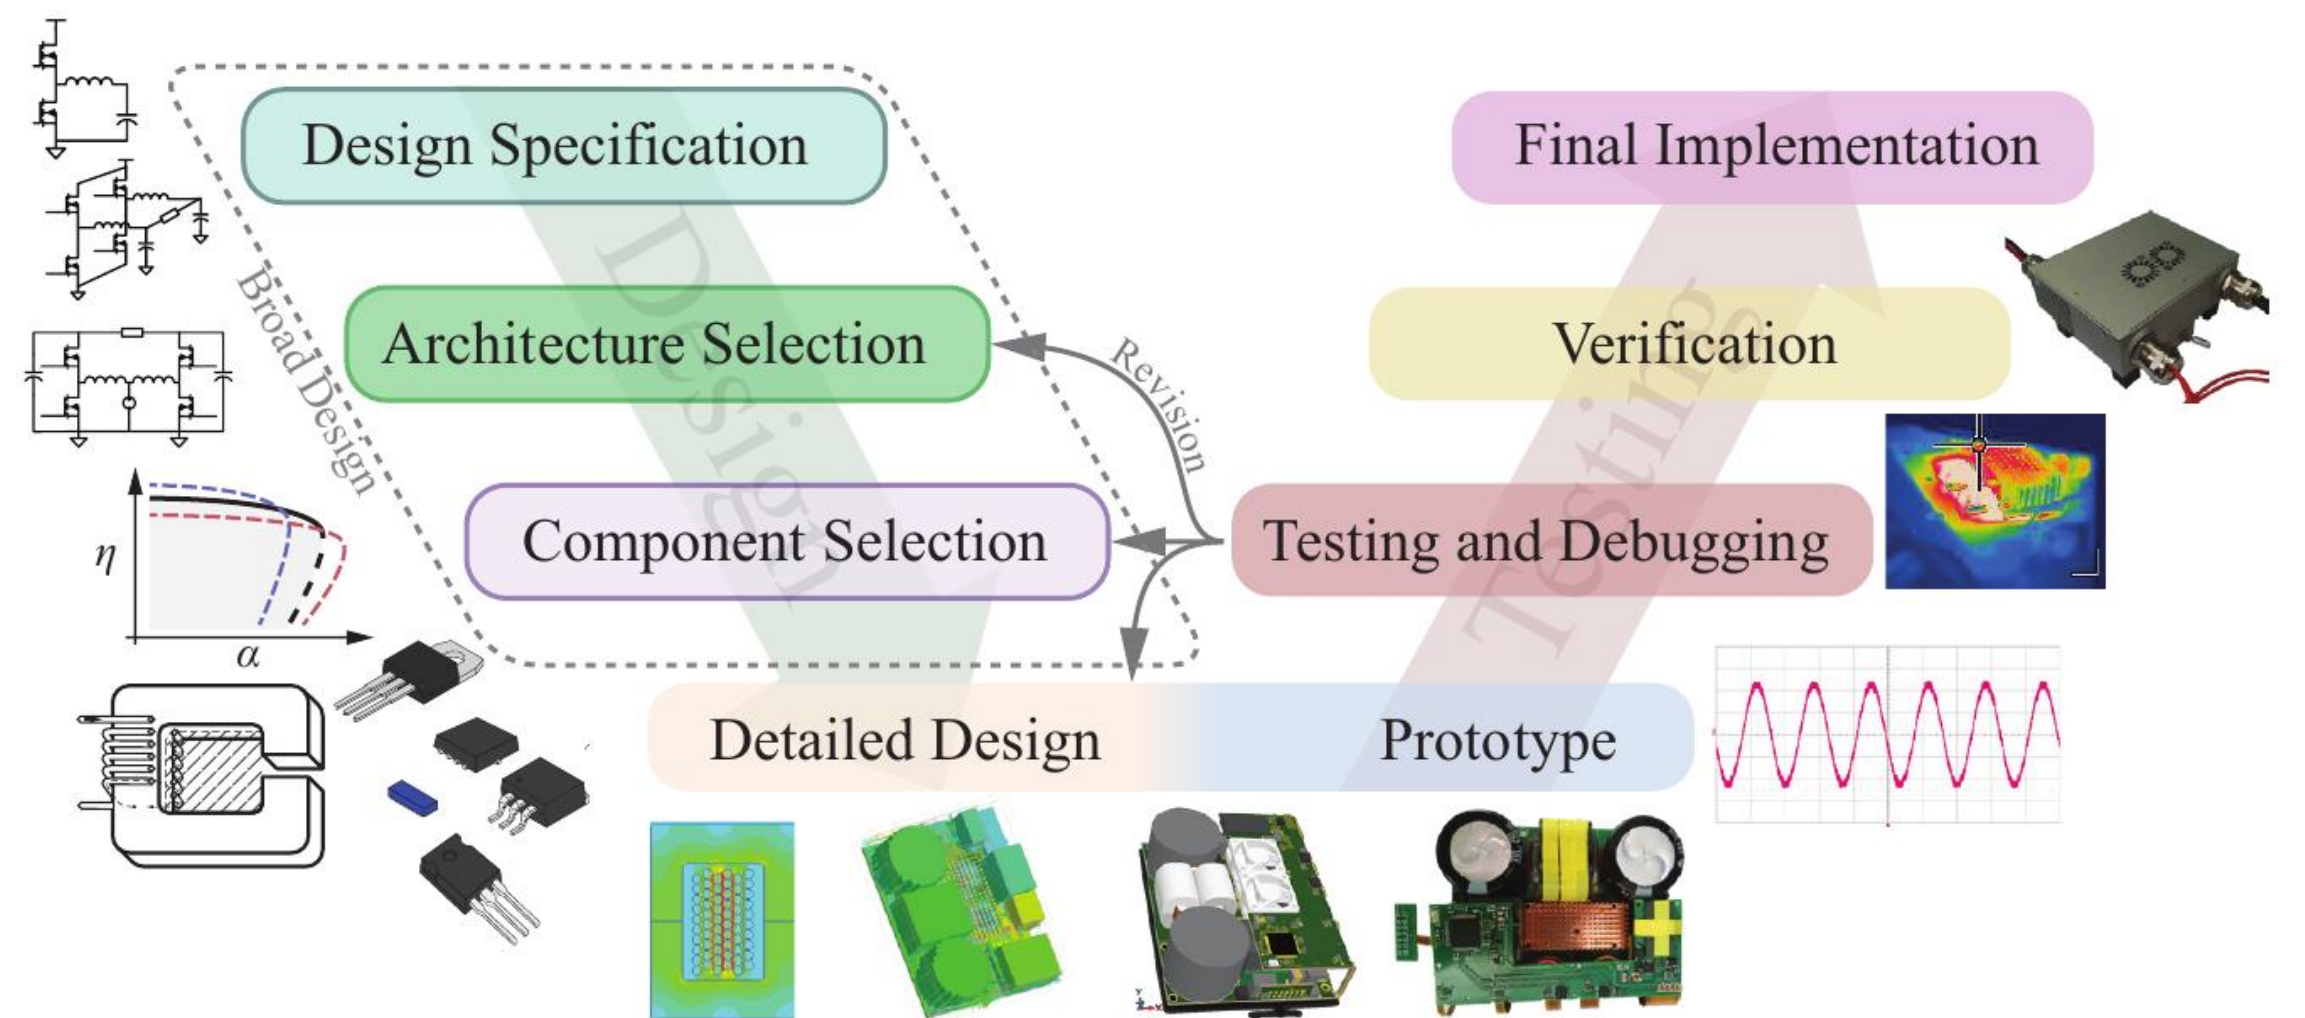 Design Specification
Final Implementation
Design
Broad Design
Architecture Selection
Revision
Verification
Testing
Component Selection
Testing and Debugging
η
α
Detailed Design
Prototype